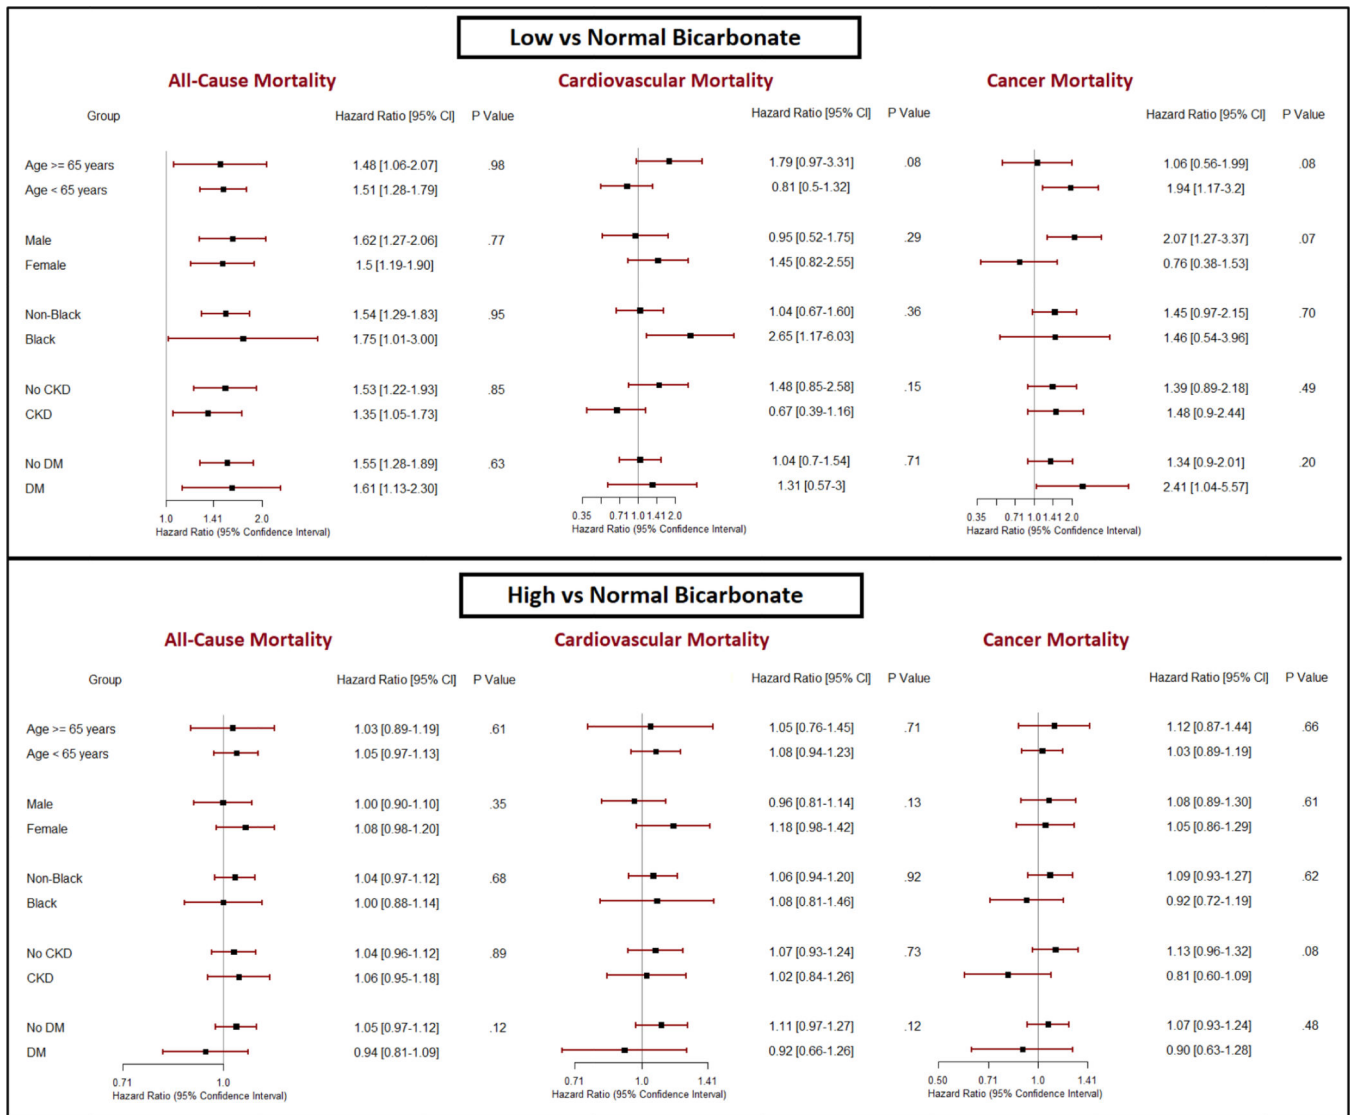 Low vs Normal Bicarbonate
All-Cause Mortality Cardiovascular Mortality Cancer Mortality
Group Hazard Ratio [95% CI] P Value Hazard Ratio [95% CI] P Value Hazard Ratio [95% CI] P Value
Age >= 65 years 1.48 [1.06-2.07] .98 1.79 [0.97-3.31] .08 1.06 [0.56-1.99] .08
Age < 65 years 1.51 [1.28-1.79] 0.81 [0.5-1.32] 1.94 [1.17-3.2]
Male 1.62 [1.27-2.06] .77 0.95 [0.52-1.75] .29 2.07 [1.27-3.37] .07
Female 1.5 [1.19-1.90] 1.45 [0.82-2.55] 0.76 [0.38-1.53]
Non-Black 1.54 [1.29-1.83] .95 1.04 [0.67-1.60] .36 1.45 [0.97-2.15] .70
Black 1.75 [1.01-3.00] 2.65 [1.17-6.03] 1.46 [0.54-3.96]
No CKD 1.53 [1.22-1.93] .85 1.48 [0.85-2.58] .15 1.39 [0.89-2.18] .49
CKD 1.35 [1.05-1.73] 0.67 [0.39-1.16] 1.48 [0.9-2.44]
No DM 1.55 [1.28-1.89] .63 1.04 [0.7-1.54] .71 1.34 [0.9-2.01] .20
DM 1.61 [1.13-2.30] 1.31 [0.57-3] 2.41 [1.04-5.57]
1.0 1.41 2.0 0.35 0.71 1.0 1.41 2.0 0.35 0.71 1.0 1.41 2.0
Hazard Ratio (95% Confidence Interval) Hazard Ratio (95% Confidence Interval) Hazard Ratio (95% Confidence Interval)
High vs Normal Bicarbonate
All-Cause Mortality Cardiovascular Mortality Cancer Mortality
Group Hazard Ratio [95% CI] P Value Hazard Ratio [95% CI] P Value Hazard Ratio [95% CI] P Value
Age >= 65 years 1.03 [0.89-1.19] .61 1.05 [0.76-1.45] .71 1.12 [0.87-1.44] .66
Age < 65 years 1.05 [0.97-1.13] 1.08 [0.94-1.23] 1.03 [0.89-1.19]
Male 1.00 [0.90-1.10] .35 0.96 [0.81-1.14] .13 1.08 [0.89-1.30] .61
Female 1.08 [0.98-1.20] 1.18 [0.98-1.42] 1.05 [0.86-1.29]
Non-Black 1.04 [0.97-1.12] .68 1.06 [0.94-1.20] .92 1.09 [0.93-1.27] .62
Black 1.00 [0.88-1.14] 1.08 [0.81-1.46] 0.92 [0.72-1.19]
No CKD 1.04 [0.96-1.12] .89 1.07 [0.93-1.24] .73 1.13 [0.96-1.32] .08
CKD 1.06 [0.95-1.18] 1.02 [0.84-1.26] 0.81 [0.60-1.09]
No DM 1.05 [0.97-1.12] .12 1.11 [0.97-1.27] .12 1.07 [0.93-1.24] .48
DM 0.94 [0.81-1.09] 0.92 [0.66-1.26] 0.90 [0.63-1.28]
0.71 1.0 0.71 1.0 1.41 0.50 0.71 1.0 1.41
Hazard Ratio (95% Confidence Interval) Hazard Ratio (95% Confidence Interval) Hazard Ratio (95% Confidence Interval)